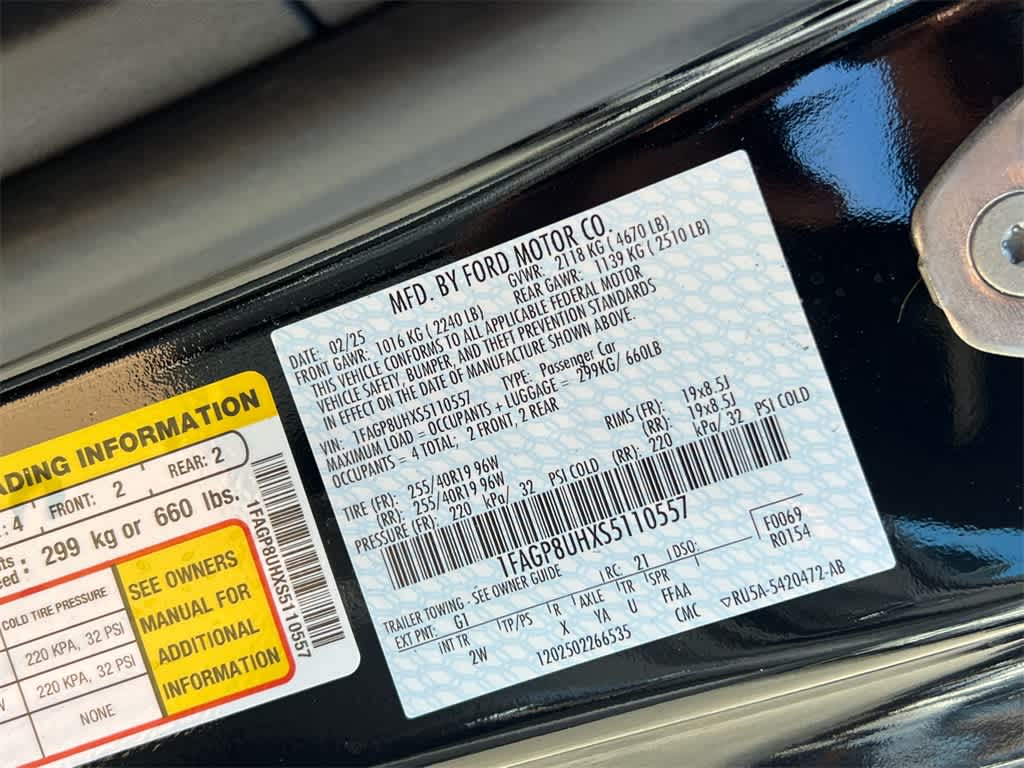 MFD. BY FORD MOTOR CO.
DATE: 02/25 GVWR: 2118 KG ( 4670 LB)
FRONT GAWR: 1016 KG ( 2240 LB) REAR GAWR: 1139 KG ( 2510 LB)
THIS VEHICLE CONFORMS TO ALL APPLICABLE FEDERAL MOTOR
VEHICLE SAFETY, BUMPER, AND THEFT PREVENTION STANDARDS
IN EFFECT ON THE DATE OF MANUFACTURE SHOWN ABOVE.
VIN: 1FAGP8UHXS5110557 TYPE: Passenger Car
MAXIMUM LOAD = OCCUPANTS + LUGGAGE = 299KG/ 660LB
OCCUPANTS = 4 TOTAL; 2 FRONT, 2 REAR
TIRE (FR): 255/40R19 96W RIMS (FR): 19x8.5J
(RR): 255/40R19 96W (RR): 19x8.5J
PRESSURE (FR): 220 kPa/ 32 PSI COLD (RR): 220 kPa/ 32 PSI COLD
1FAGP8UHXS5110557
TRAILER TOWING - SEE OWNER GUIDE
F0069
R0154
EXT PNT: G1 RC: 21 DSO:
INT TR TP/PS R AXLE TR SPR
2W X YA U FFAA
12025022 6535 CMC RU5A-5420472-AB
INFORMATION
4 FRONT: 2 REAR: 2
299 kg or 660 lbs.
COLD TIRE PRESSURE
220 KPA, 32 PSI
220 KPA, 32 PSI
NONE
SEE OWNERS
MANUAL FOR
ADDITIONAL
INFORMATION
1FAGP8UHXS5110557